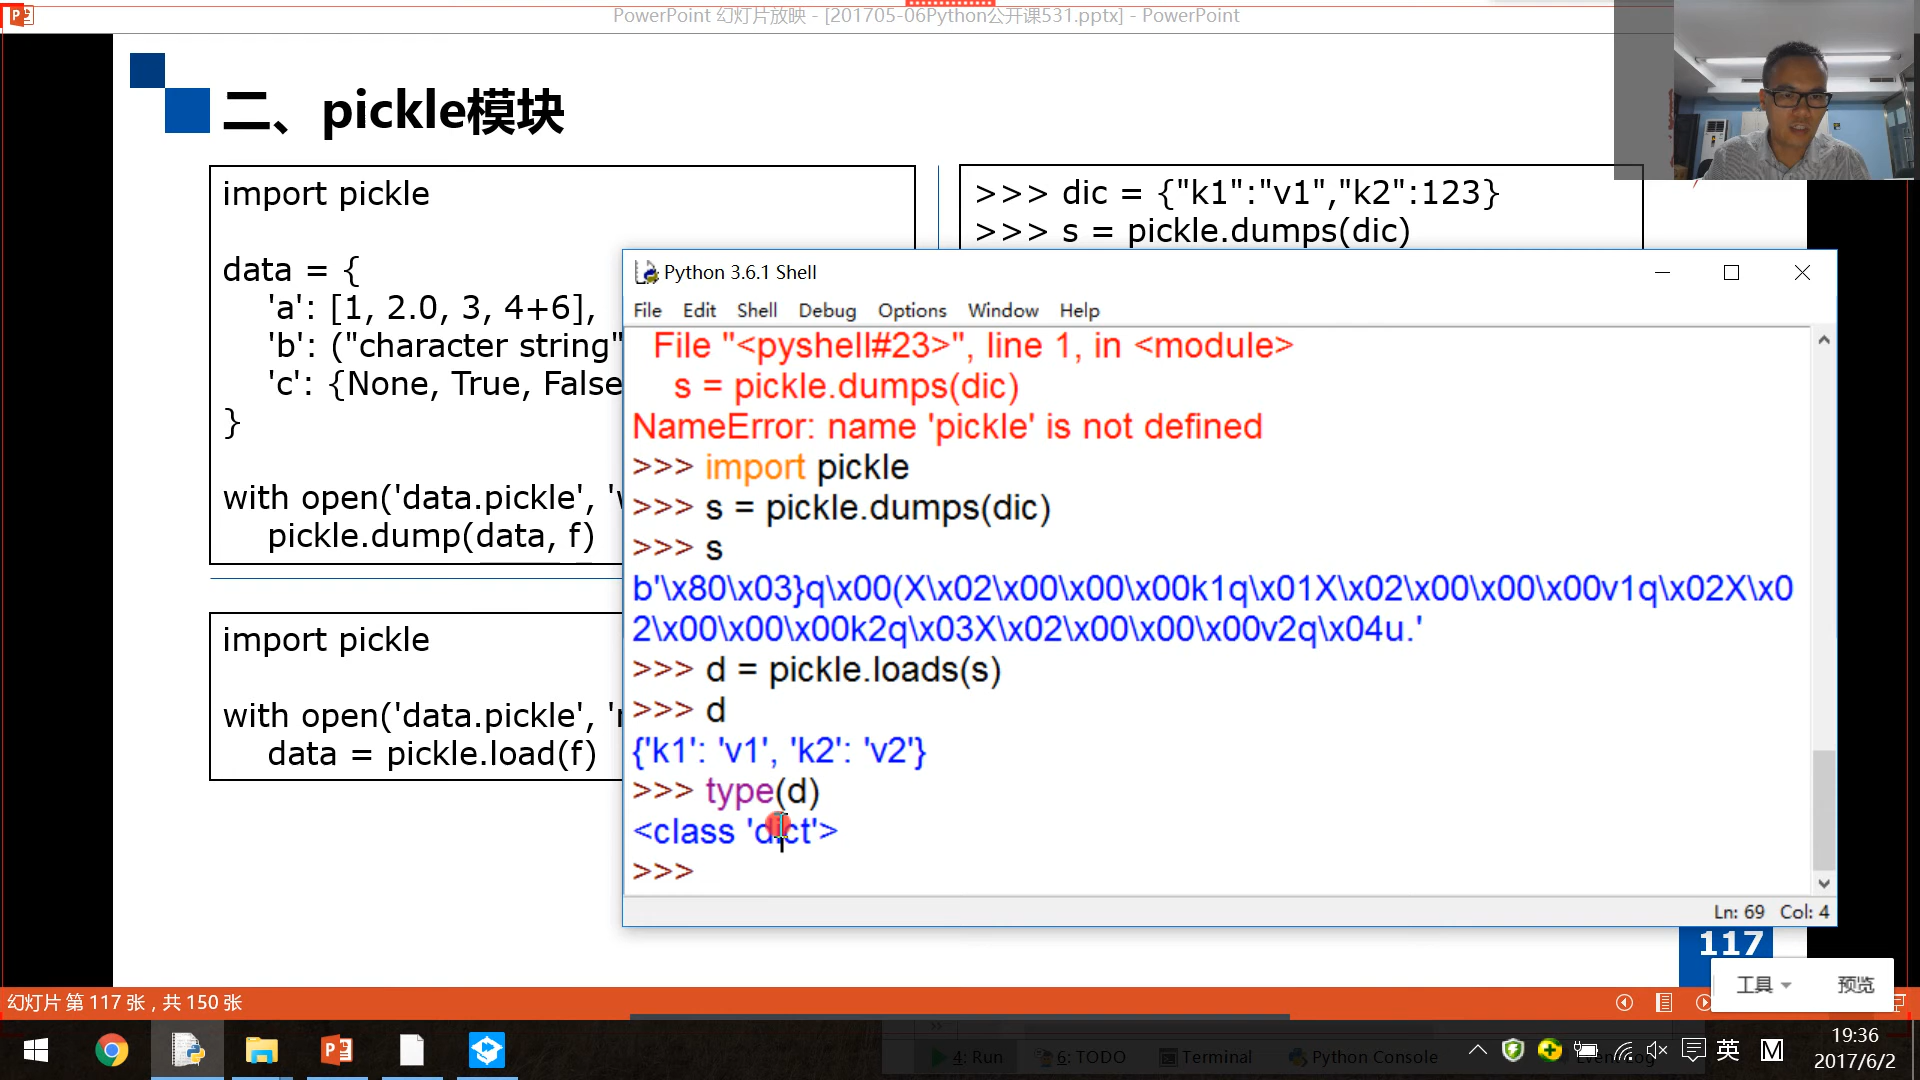 PowerPoint 幻灯片放映 - [201705-06Python公开课531.pptx] - PowerPoint
二、pickle模块
import pickle
data = {
'a': [1, 2.0, 3, 4+6],
'b': ("character string"
'c': {None, True, False
}
with open('data.pickle', 'w
pickle.dump(data, f)
import pickle
with open('data.pickle', 'r
data = pickle.load(f)
>>> dic = {"k1":"v1","k2":123}
>>> s = pickle.dumps(dic)
Python 3.6.1 Shell
File Edit Shell Debug Options Window Help
File "<pyshell#23>", line 1, in <module>
s = pickle.dumps(dic)
NameError: name 'pickle' is not defined
>>> import pickle
>>> s = pickle.dumps(dic)
>>> s
b'\x80\x03}q\x00(X\x02\x00\x00\x00k1q\x01X\x02\x00\x00\x00v1q\x02X\x0
2\x00\x00\x00k2q\x03X\x02\x00\x00\x00v2q\x04u.'
>>> d = pickle.loads(s)
>>> d
{'k1': 'v1', 'k2': 'v2'}
>>> type(d)
<class 'dict'>
>>>
Ln: 69 Col: 4
117
工具 预览
幻灯片 第 117 张 , 共 150 张
4: Run 6: TODO Terminal Python Console
英
19:36
2017/6/2